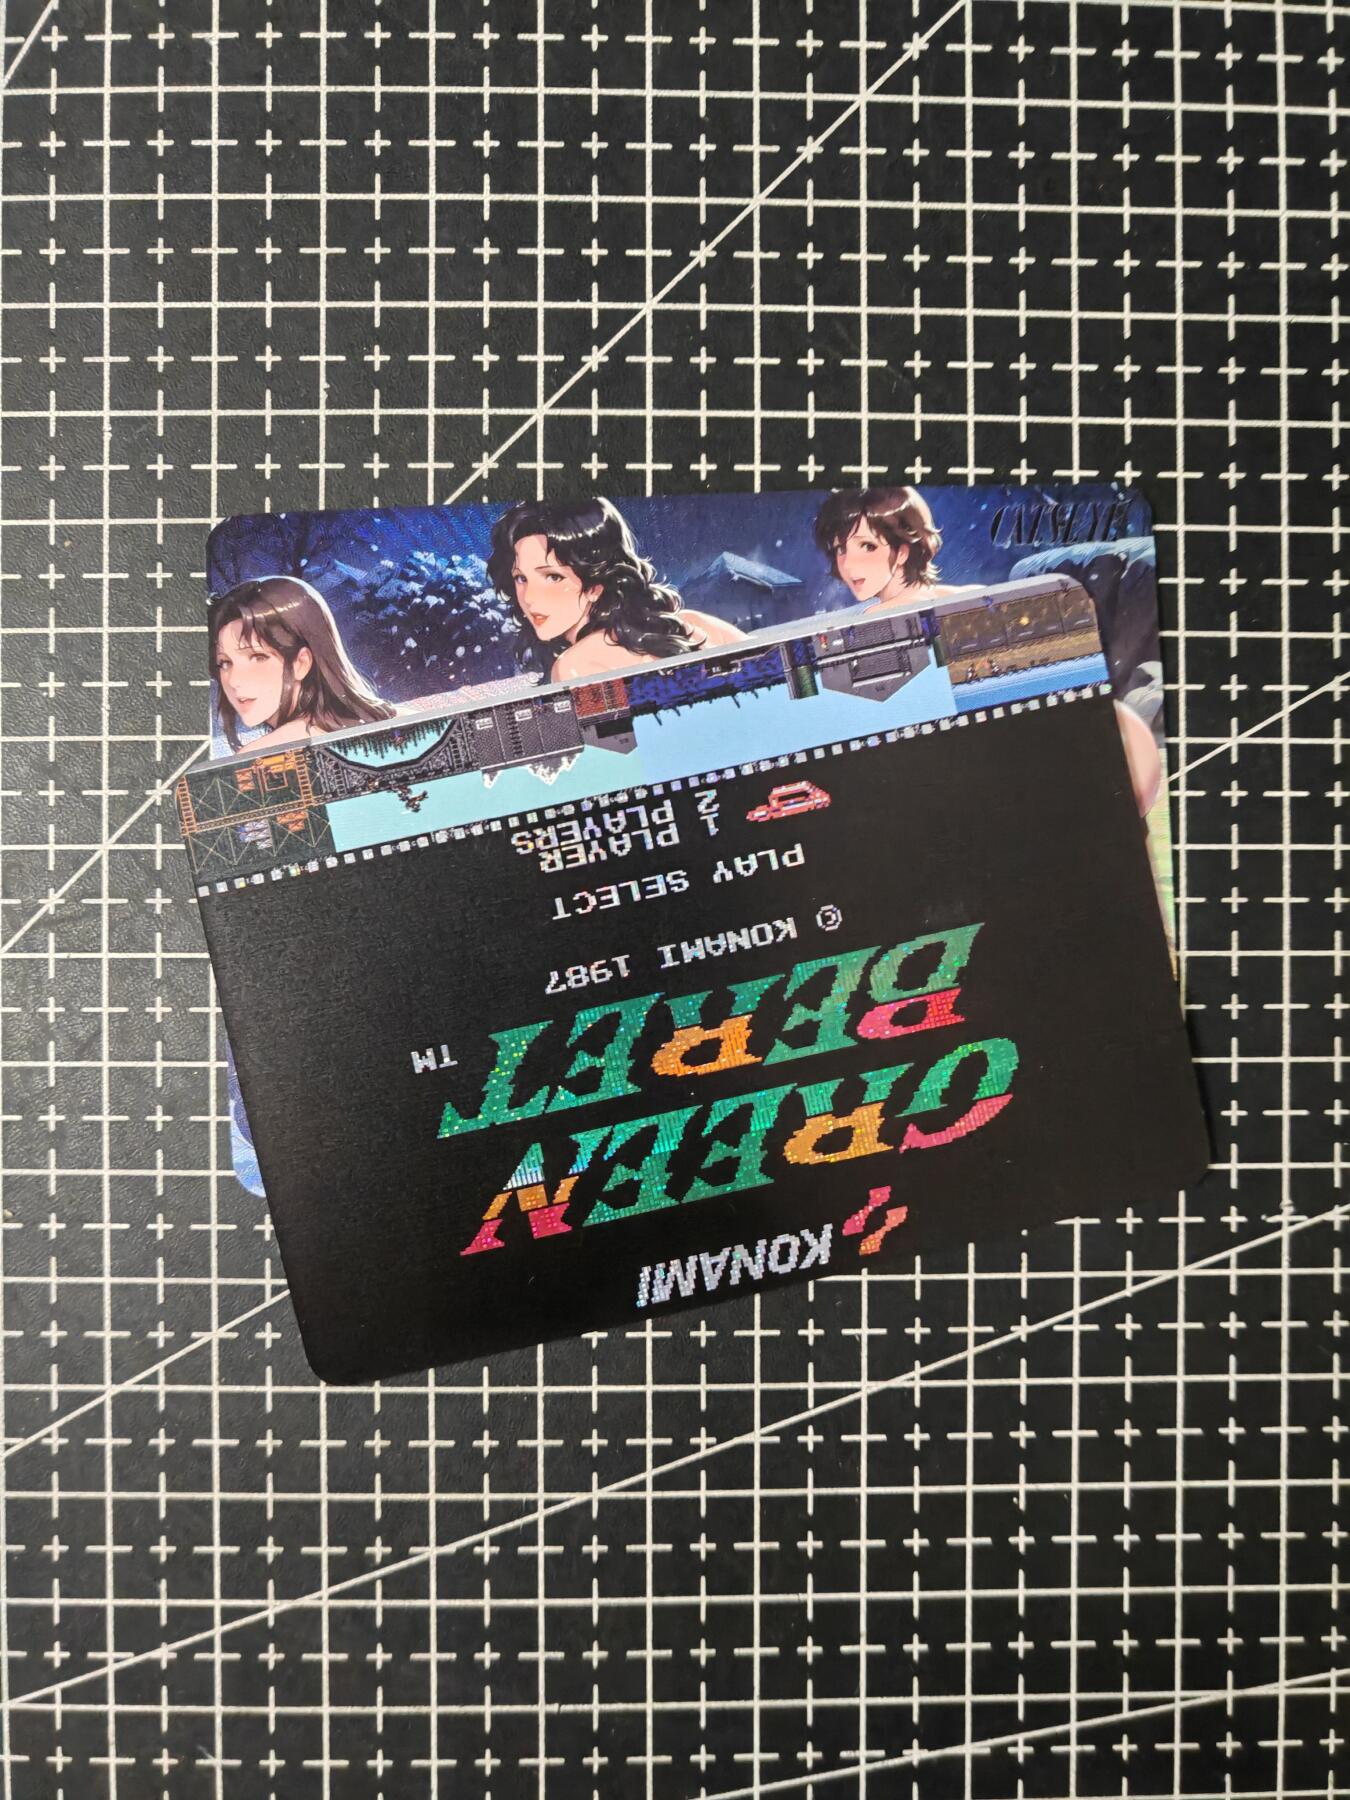 CAT'S♥EYE
KONAMI
GREEN
BERET
TM
© KONAMI 1987
PLAY SELECT
1 PLAYER
2 PLAYERS